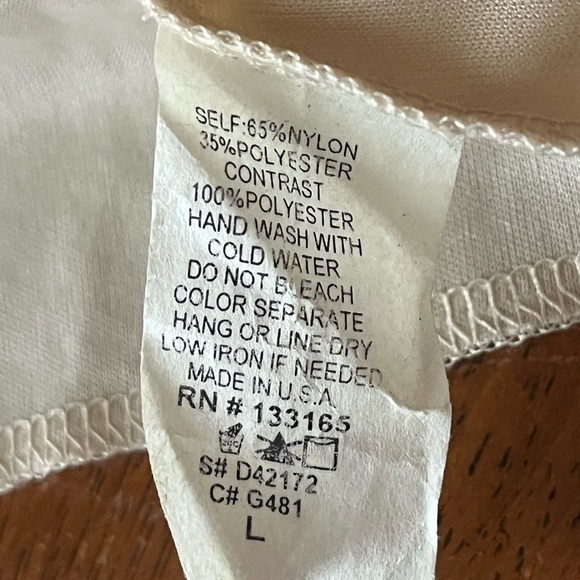 SELF:65%NYLON
35%POLYESTER
CONTRAST
100%POLYESTER
HAND WASH WITH
COLD WATER
DO NOT BLEACH
COLOR SEPARATE
HANG OR LINE DRY
LOW IRON IF NEEDED
MADE IN U.S.A
RN # 133165
S# D42172
C# G481
L